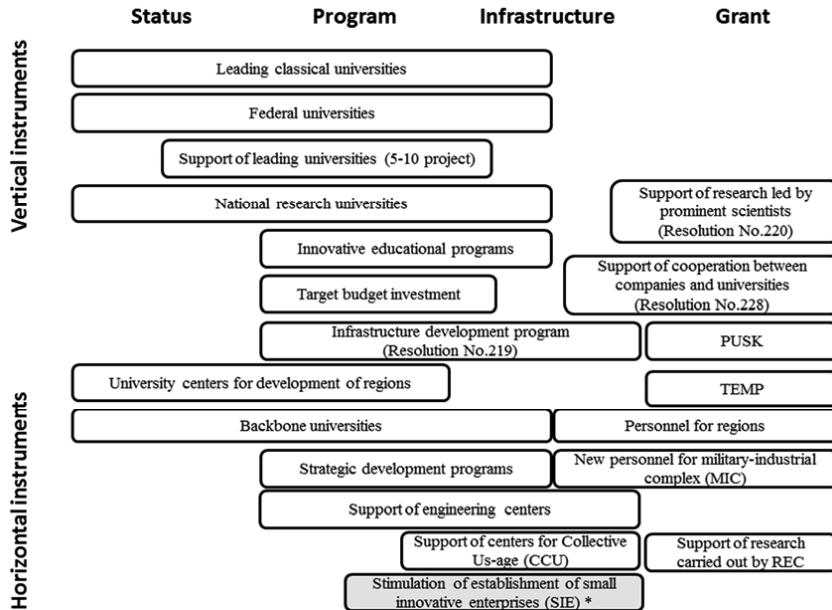 Status Program Infrastructure Grant
Vertical instruments
Leading classical universities
Federal universities
Support of leading universities (5-10 project)
National research universities
Support of research led by
prominent scientists
(Resolution No.220)
Innovative educational programs
Support of cooperation between
companies and universities
(Resolution No.228)
Target budget investment
Infrastructure development program
(Resolution No.219)
PUSK
University centers for development of regions
TEMP
Horizontal instruments
Backbone universities
Personnel for regions
Strategic development programs
New personnel for military-industrial
complex (MIC)
Support of engineering centers
Support of centers for Collective
Us-age (CCU)
Support of research
carried out by REC
Stimulation of establishment of small
innovative enterprises (SIE) *